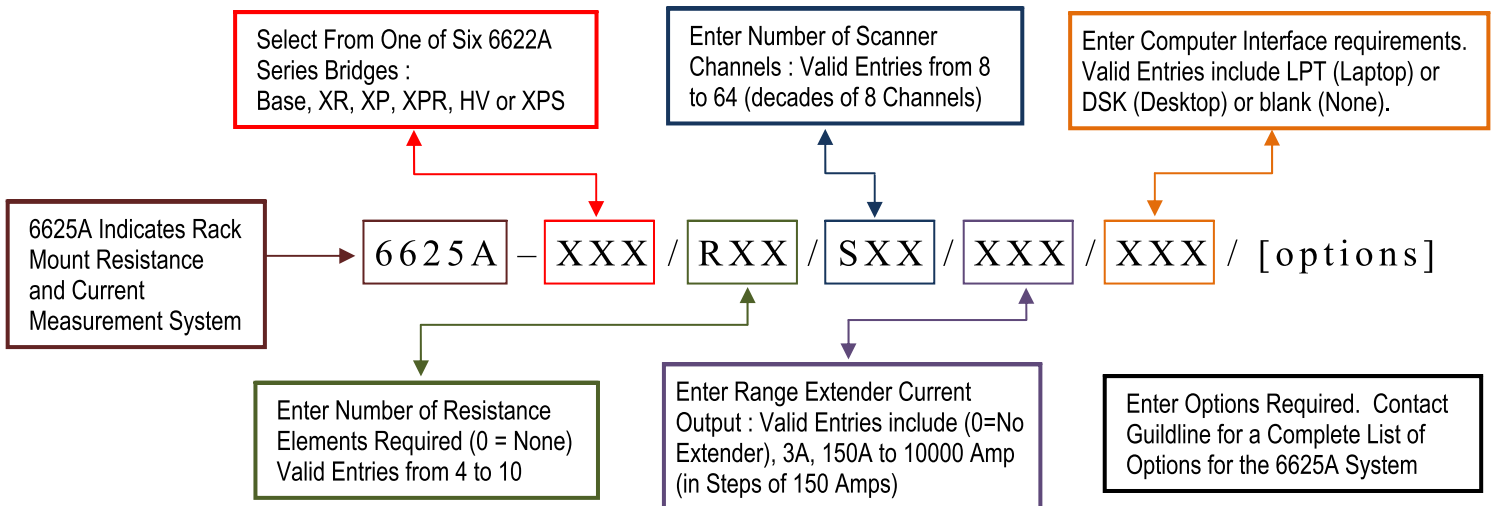 Select From One of Six 6622A
Series Bridges :
Base, XR, XP, XPR, HV or XPS
Enter Number of Scanner
Channels : Valid Entries from 8
to 64 (decades of 8 Channels)
Enter Computer Interface requirements.
Valid Entries include LPT (Laptop) or
DSK (Desktop) or blank (None).
6625A Indicates Rack
Mount Resistance
and Current
Measurement System
6625A – XXX / RXX / SXX / XXX / XXX / [options]
Enter Number of Resistance
Elements Required (0 = None)
Valid Entries from 4 to 10
Enter Range Extender Current
Output : Valid Entries include (0=No
Extender), 3A, 150A to 10000 Amp
(in Steps of 150 Amps)
Enter Options Required.  Contact
Guildline for a Complete List of
Options for the 6625A System